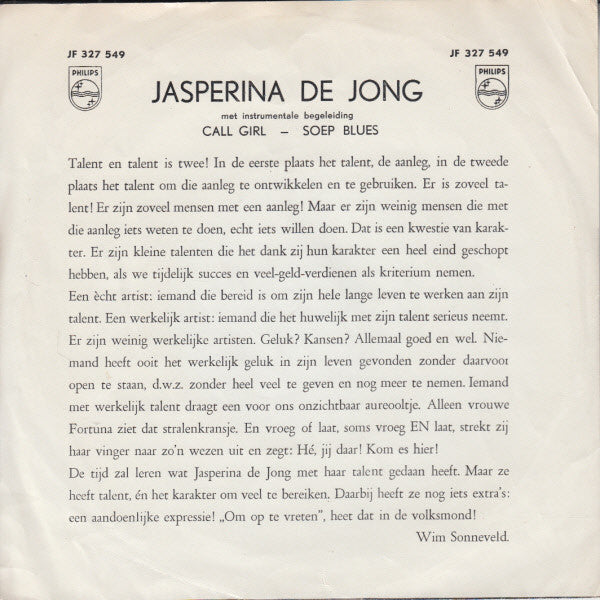 JF 327 549 JF 327 549
PHILIPS PHILIPS
JASPERINA DE JONG
met instrumentale begeleiding
CALL GIRL – SOEP BLUES
Talent en talent is twee! In de eerste plaats het talent, de aanleg, in de tweede
plaats het talent om die aanleg te ontwikkelen en te gebruiken. Er is zoveel ta-
lent! Er zijn zoveel mensen met een aanleg! Maar er zijn weinig mensen die met
die aanleg iets weten te doen, echt iets willen doen. Dat is een kwestie van karak-
ter. Er zijn kleine talenten die het dank zij hun karakter een heel eind geschopt
hebben, als we tijdelijk succes en veel-geld-verdienen als kriterium nemen.
Een ècht artist: iemand die bereid is om zijn hele lange leven te werken aan zijn
talent. Een werkelijk artist: iemand die het huwelijk met zijn talent serieus neemt.
Er zijn weinig werkelijke artisten. Geluk? Kansen? Allemaal goed en wel. Nie-
mand heeft ooit het werkelijk geluk in zijn leven gevonden zonder daarvoor
open te staan, d.w.z. zonder heel veel te geven en nog meer te nemen. Iemand
met werkelijk talent draagt een voor ons onzichtbaar aureooltje. Alleen vrouwe
Fortuna ziet dat stralenkransje. En vroeg of laat, soms vroeg EN laat, strekt zij
haar vinger naar zo'n wezen uit en zegt: Hé, jij daar! Kom es hier!
De tijd zal leren wat Jasperina de Jong met haar talent gedaan heeft. Maar ze
heeft talent, én het karakter om veel te bereiken. Daarbij heeft ze nog iets extra's:
een aandoenlijke expressie! „Om op te vreten”, heet dat in de volksmond!
Wim Sonneveld.